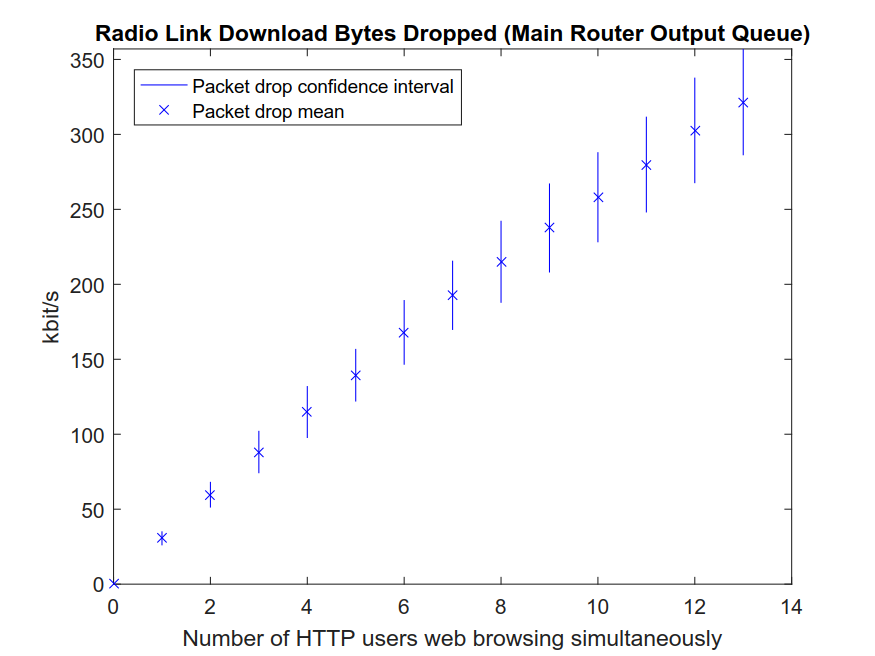 Radio Link Download Bytes Dropped (Main Router Output Queue)
350
Packet drop confidence interval
Packet drop mean
300
250
200
kbit/s
150
100
50
0
0 2 4 6 8 10 12 14
Number of HTTP users web browsing simultaneously